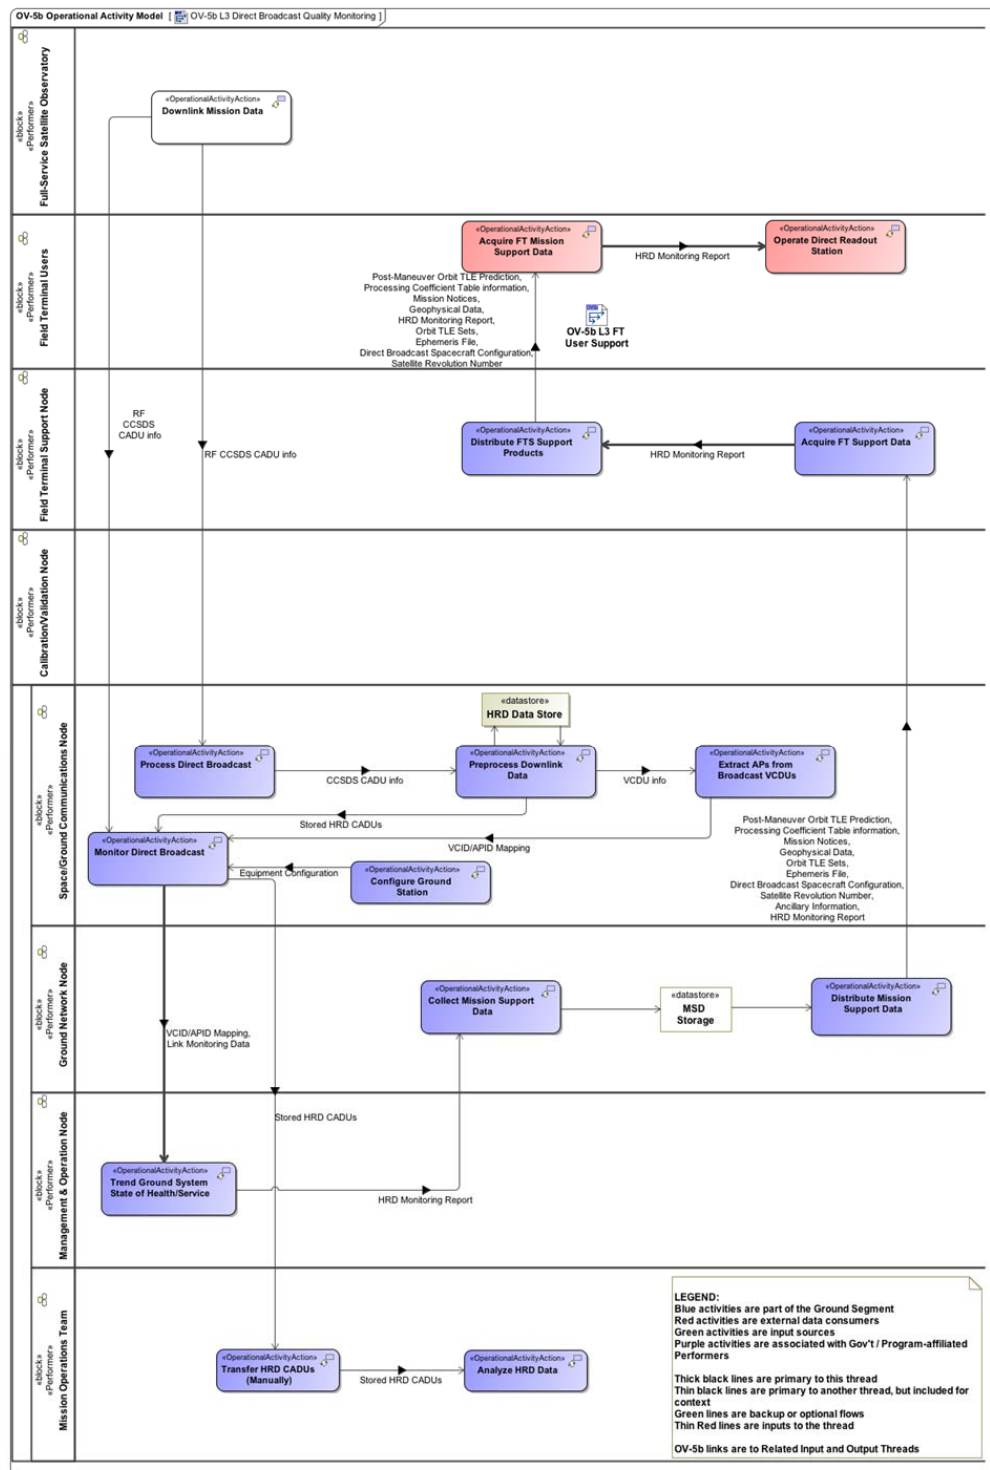 OV-5b Operational Activity Model [ OV-5b L3 Direct Broadcast Quality Monitoring ]
«block»
«Performer»
Full-Service Satellite Observatory
«OperationalActivityAction»
Downlink Mission Data
«block»
«Performer»
Field Terminal Users
«OperationalActivityAction»
Acquire FT Mission
Support Data
HRD Monitoring Report
«OperationalActivityAction»
Operate Direct Readout
Station
Post-Maneuver Orbit TLE Prediction,
Processing Coefficient Table information,
Mission Notices,
Geophysical Data,
HRD Monitoring Report,
Orbit TLE Sets,
Ephemeris File,
Direct Broadcast Spacecraft Configuration,
Satellite Revolution Number
OV-5b L3 FT
User Support
«block»
«Performer»
Field Terminal Support Node
RF
CCSDS
CADU info
RF CCSDS CADU info
«OperationalActivityAction»
Distribute FTS Support
Products
HRD Monitoring Report
«OperationalActivityAction»
Acquire FT Support Data
«block»
«Performer»
Calibration/Validation Node
«block»
«Performer»
Space/Ground Communications Node
«datastore»
HRD Data Store
«OperationalActivityAction»
Process Direct Broadcast
CCSDS CADU info
«OperationalActivityAction»
Preprocess Downlink
Data
VCDU info
«OperationalActivityAction»
Extract APs from
Broadcast VCDUs
Stored HRD CADUs
«OperationalActivityAction»
Monitor Direct Broadcast
VCID/APID Mapping
Equipment Configuration
«OperationalActivityAction»
Configure Ground
Station
Post-Maneuver Orbit TLE Prediction,
Processing Coefficient Table information,
Mission Notices,
Geophysical Data,
Orbit TLE Sets,
Ephemeris File,
Direct Broadcast Spacecraft Configuration,
Satellite Revolution Number,
Ancillary Information,
HRD Monitoring Report
«block»
«Performer»
Ground Network Node
«OperationalActivityAction»
Collect Mission Support
Data
«datastore»
MSD
Storage
«OperationalActivityAction»
Distribute Mission
Support Data
VCID/APID Mapping,
Link Monitoring Data
«block»
«Performer»
Management & Operation Node
Stored HRD CADUs
«OperationalActivityAction»
Trend Ground System
State of Health/Service
HRD Monitoring Report
«block»
«Performer»
Mission Operations Team
«OperationalActivityAction»
Transfer HRD CADUs
(Manually)
Stored HRD CADUs
«OperationalActivityAction»
Analyze HRD Data
LEGEND:
Blue activities are part of the Ground Segment
Red activities are external data consumers
Green activities are input sources
Purple activities are associated with Gov't / Program-affiliated
Performers
Thick black lines are primary to this thread
Thin black lines are primary to another thread, but included for
context
Green lines are backup or optional flows
Thin Red lines are inputs to the thread
OV-5b links are to Related Input and Output Threads